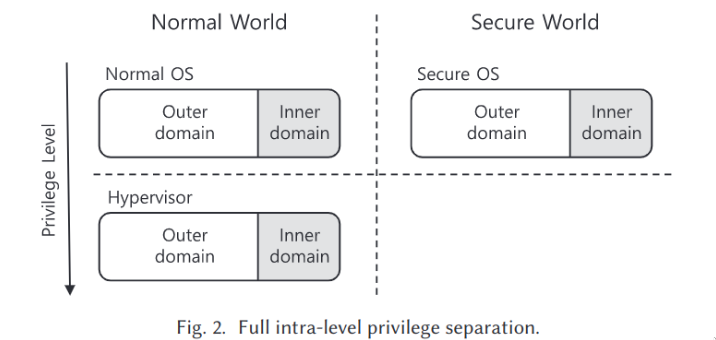 Normal World
Secure World
Normal OS
Secure OS
Outer
domain
Inner
domain
Outer
domain
Inner
domain
Privilege Level
Hypervisor
Outer
domain
Inner
domain
Fig. 2. Full intra-level privilege separation.